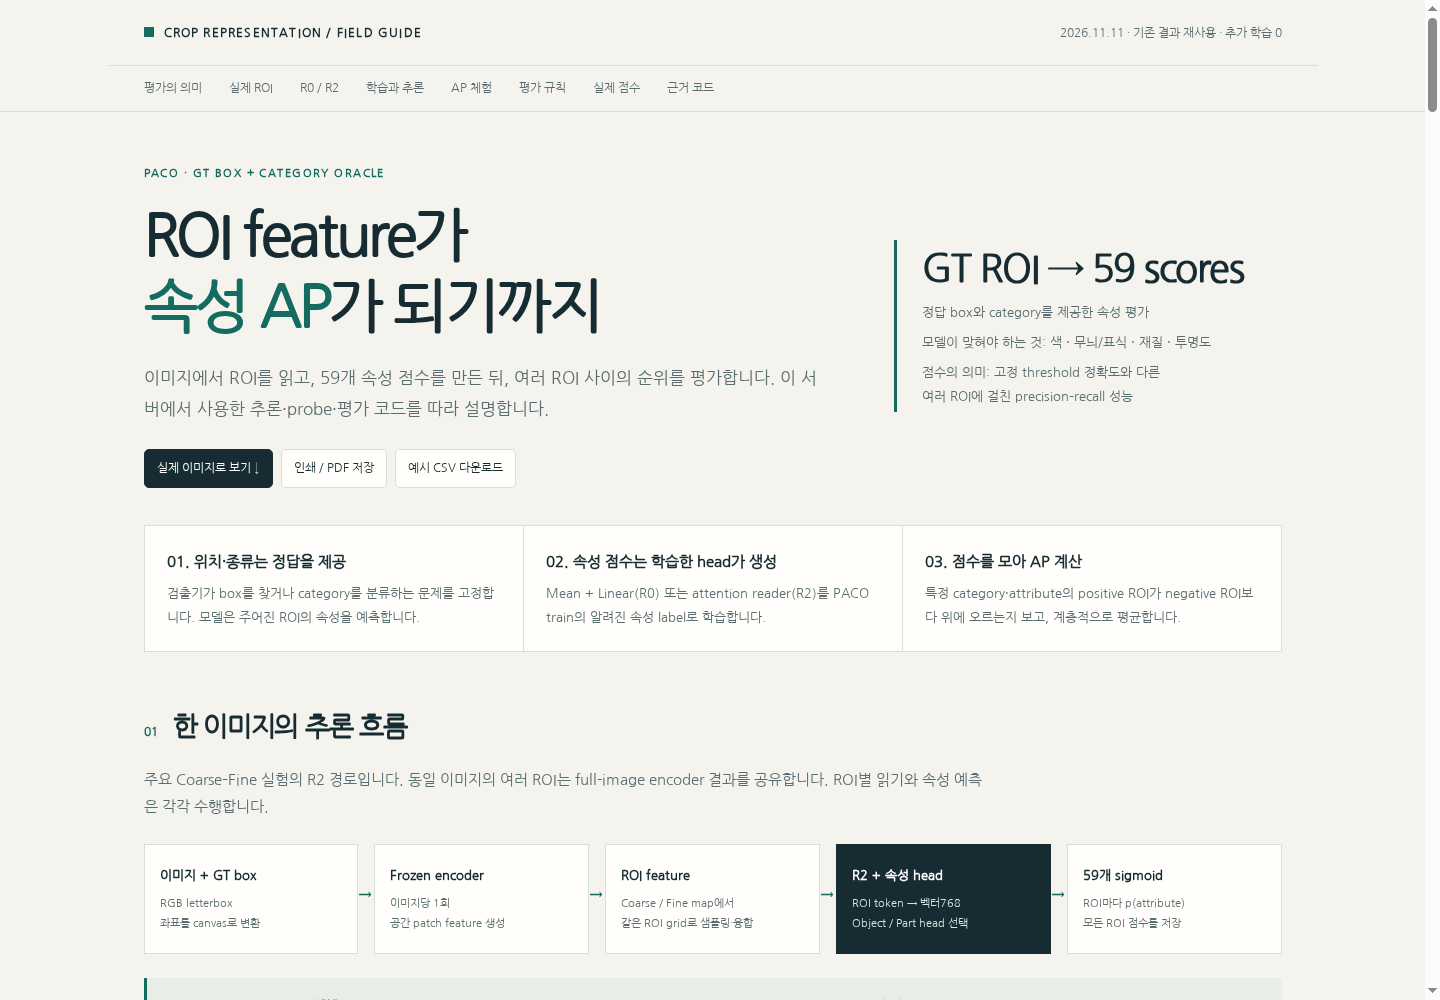 CROP REPRESENTATION / FIELD GUIDE
2026.11.11 · 기존 결과 재사용 · 추가 학습 0
평가의 의미 실제 ROI R0 / R2 학습과 추론 AP 체험 평가 규칙 실제 점수 근거 코드
PACO · GT BOX + CATEGORY ORACLE
ROI feature가
속성 AP가 되기까지
이미지에서 ROI를 읽고, 59개 속성 점수를 만든 뒤, 여러 ROI 사이의 순위를 평가합니다. 이 서
버에서 사용한 추론·probe·평가 코드를 따라 설명합니다.
실제 이미지로 보기 ↓ 인쇄 / PDF 저장 예시 CSV 다운로드
GT ROI → 59 scores
정답 box와 category를 제공한 속성 평가
모델이 맞혀야 하는 것: 색 · 무늬/표식 · 재질 · 투명도
점수의 의미: 고정 threshold 정확도와 다른
여러 ROI에 걸친 precision-recall 성능
01. 위치·종류는 정답을 제공
검출기가 box를 찾거나 category를 분류하는 문제를 고정합
니다. 모델은 주어진 ROI의 속성을 예측합니다.
02. 속성 점수는 학습한 head가 생성
Mean + Linear(R0) 또는 attention reader(R2)를 PACO
train의 알려진 속성 label로 학습합니다.
03. 점수를 모아 AP 계산
특정 category·attribute의 positive ROI가 negative ROI보
다 위에 오르는지 보고, 계층적으로 평균합니다.
01 한 이미지의 추론 흐름
주요 Coarse-Fine 실험의 R2 경로입니다. 동일 이미지의 여러 ROI는 full-image encoder 결과를 공유합니다. ROI별 읽기와 속성 예측
은 각각 수행합니다.
이미지 + GT box
RGB letterbox
좌표를 canvas로 변환
→
Frozen encoder
이미지당 1회
공간 patch feature 생성
→
ROI feature
Coarse / Fine map에서
같은 ROI grid로 샘플링·융합
→
R2 + 속성 head
ROI token → 벡터768
Object / Part head 선택
→
59개 sigmoid
ROI마다 p(attribute)
모든 ROI 점수를 저장